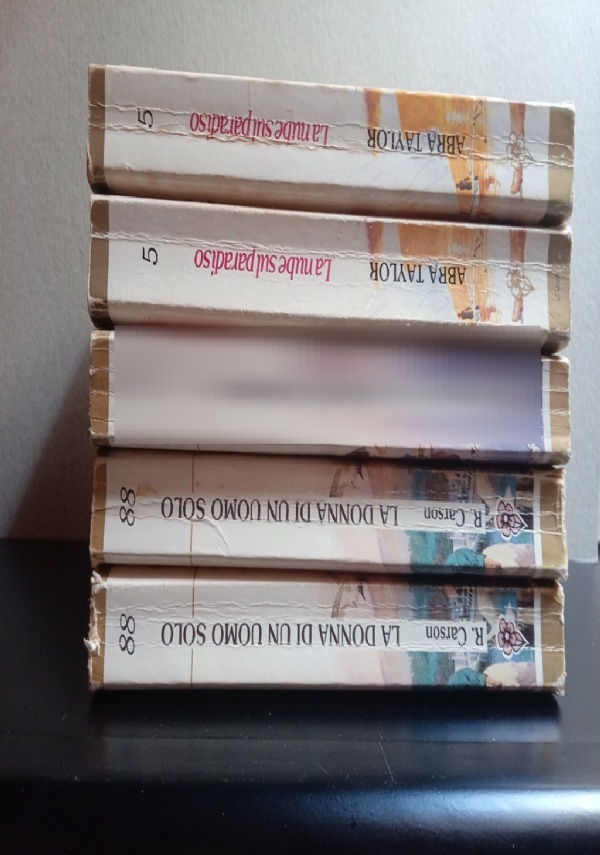 ABRA TAYLOR La nube sul paradiso 5
ABRA TAYLOR La nube sul paradiso 5
R. Carson LA DONNA DI UN UOMO SOLO 88
R. Carson LA DONNA DI UN UOMO SOLO 88